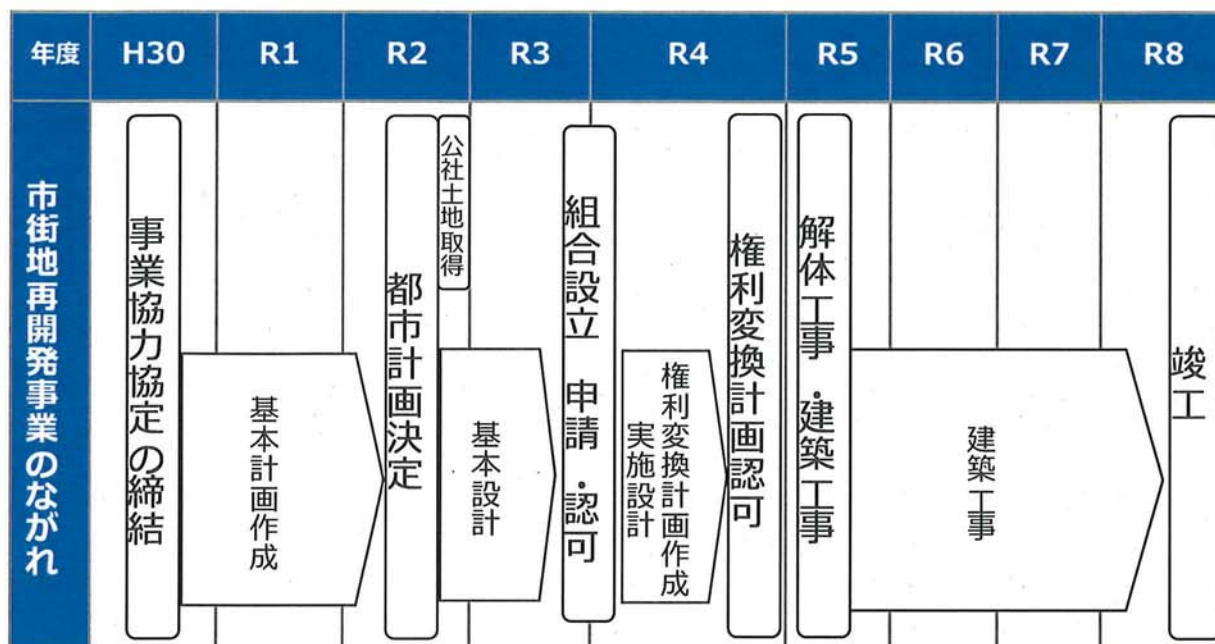 年度
H30
R1
R2
R3
R4
R5
R6
R7
R8
市街地再開発事業のながれ
事業協力協定の締結
基本計画作成
都市計画決定
公社土地取得
基本設計
組合設立 申請・認可
権利変換計画作成
実施設計
権利変換計画認可
解体工事・建築工事
建築工事
竣工